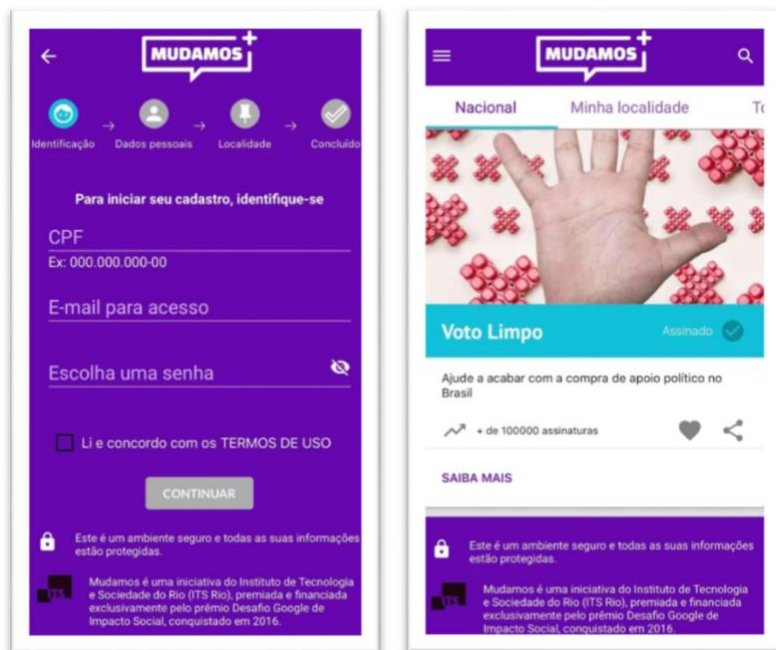 MUDAMOS+
Identificação
Dados pessoais
Localidade
Concluído
Para iniciar seu cadastro, identifique-se
CPF
Ex: 000.000.000-00
E-mail para acesso
Escolha uma senha
Li e concordo com os TERMOS DE USO
CONTINUAR
Este é um ambiente seguro e todas as suas informações
estão protegidas.
ITS
Mudamos é uma iniciativa do Instituto de Tecnologia
e Sociedade do Rio (ITS Rio), premiada e financiada
exclusivamente pelo prêmio Desafio Google de
Impacto Social, conquistado em 2016.
MUDAMOS+
Nacional
Minha localidade
Voto Limpo
Assinado
Ajude a acabar com a compra de apoio político no
Brasil
+ de 100000 assinaturas
SAIBA MAIS
Este é um ambiente seguro e todas as suas informações
estão protegidas.
ITS
Mudamos é uma iniciativa do Instituto de Tecnologia
e Sociedade do Rio (ITS Rio), premiada e financiada
exclusivamente pelo prêmio Desafio Google de
Impacto Social, conquistado em 2016.